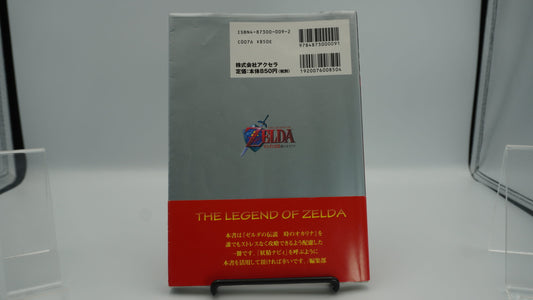 ISBN4-87300-009-2
C0076 ¥850E
9784873000091
株式会社アクセラ
定価:本体850円(税別)
1920076008504
ZELDA
THE LEGEND OF ZELDA
本書は『ゼルダの伝説 時のオカリナ』を
誰でもストレスなく攻略できるよう配慮した
一冊です。「妖精ナビィ」を呼ぶように
本書を活用して頂ければ幸いです。 編集部